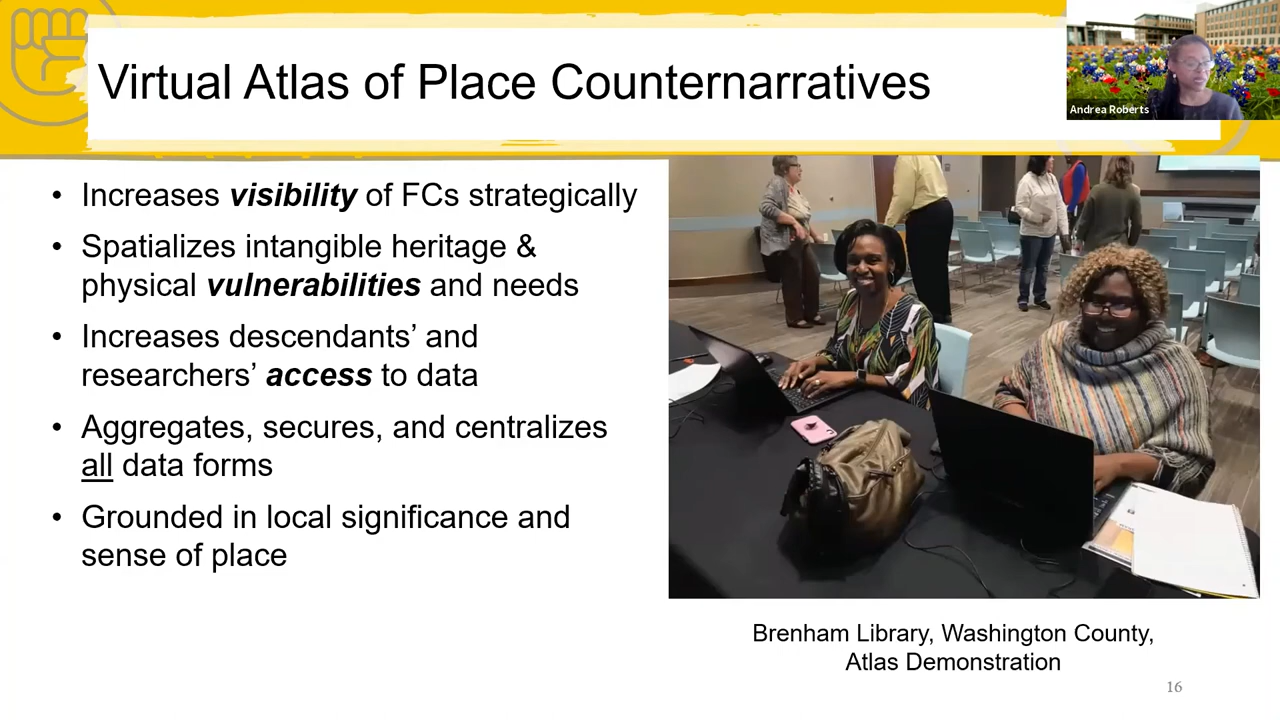 Virtual Atlas of Place Counternarratives
Andrea Roberts
• Increases visibility of FCs strategically
• Spatializes intangible heritage &
physical vulnerabilities and needs
• Increases descendants’ and
researchers’ access to data
• Aggregates, secures, and centralizes
all data forms
• Grounded in local significance and
sense of place
Brenham Library, Washington County,
Atlas Demonstration
16